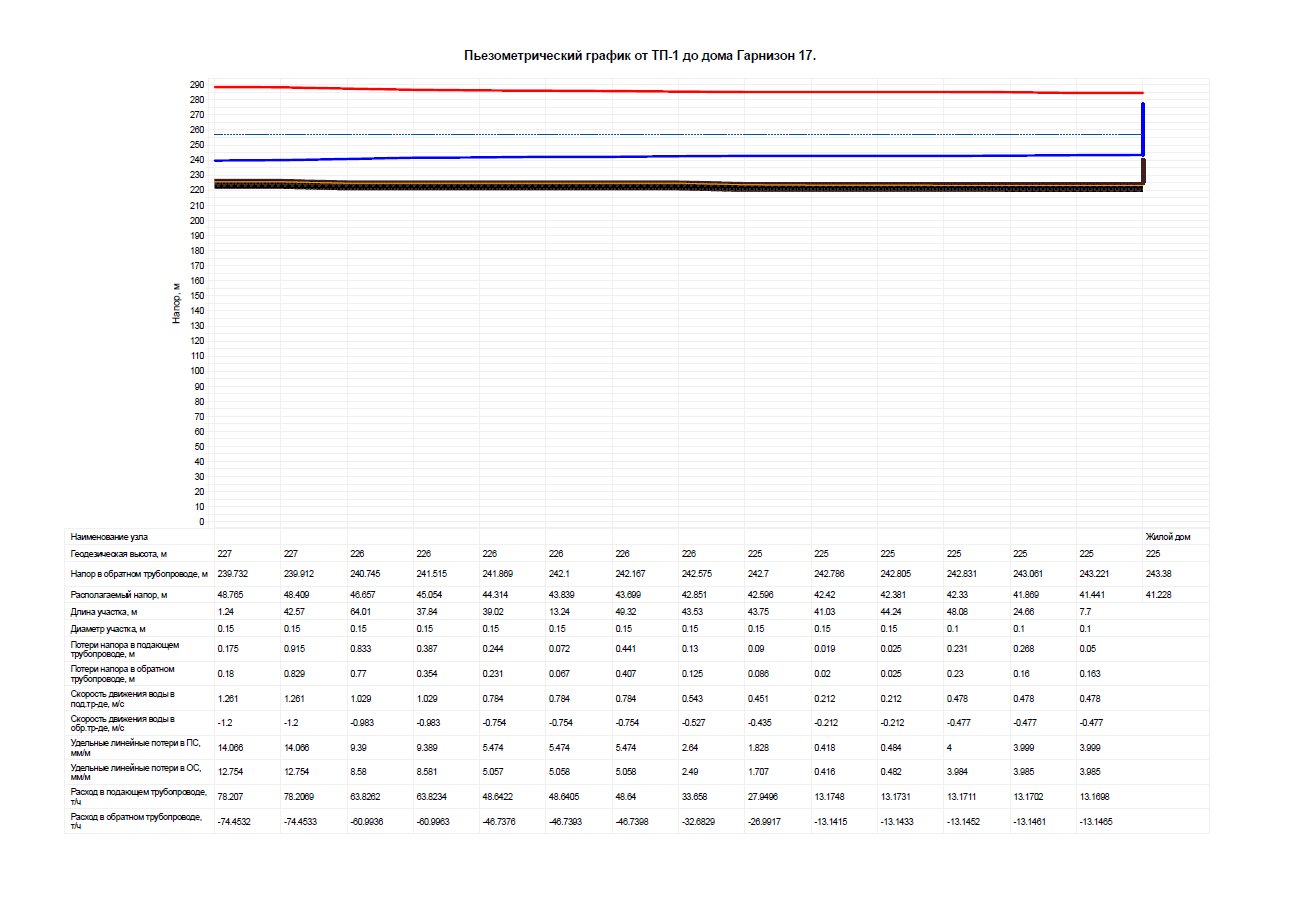 Пьезометрический график от ТП-1 до дома Гарнизон 17.
290
280
270
260
250
240
230
220
210
200
190
180
170
160
150
140
130
120
110
100
90
80
70
60
50
40
30
20
10
0
Напор, м
Наименование узла Жилой дом
Геодезическая высота, м 227 227 226 226 226 226 226 226 225 225 225 225 225 225 225
Напор в обратном трубопроводе, м 239.732 239.912 240.745 241.515 241.869 242.1 242.167 242.575 242.7 242.786 242.805 242.831 243.061 243.221 243.38
Располагаемый напор, м 48.765 48.409 46.657 45.054 44.314 43.839 43.699 42.851 42.596 42.42 42.381 42.33 41.869 41.441 41.228
Длина участка, м 1.24 42.57 64.01 37.84 39.02 13.24 49.32 43.53 43.75 41.03 44.24 48.08 24.66 7.7
Диаметр участка, м 0.15 0.15 0.15 0.15 0.15 0.15 0.15 0.15 0.15 0.15 0.15 0.1 0.1 0.1
Потери напора в подающем
трубопроводе, м 0.175 0.915 0.833 0.387 0.244 0.072 0.441 0.13 0.09 0.019 0.025 0.231 0.268 0.05
Потери напора в обратном
трубопроводе, м 0.18 0.829 0.77 0.354 0.231 0.067 0.407 0.125 0.086 0.02 0.025 0.23 0.16 0.163
Скорость движения воды в
под.тр-де, м/с 1.261 1.261 1.029 1.029 0.784 0.784 0.784 0.543 0.451 0.212 0.212 0.478 0.478 0.478
Скорость движения воды в
обр.тр-де, м/с -1.2 -1.2 -0.983 -0.983 -0.754 -0.754 -0.754 -0.527 -0.435 -0.212 -0.212 -0.477 -0.477 -0.477
Удельные линейные потери в ПС,
мм/м 14.066 14.066 9.39 9.389 5.474 5.474 5.474 2.64 1.828 0.418 0.484 4 3.999 3.999
Удельные линейные потери в ОС,
мм/м 12.754 12.754 8.58 8.581 5.057 5.058 5.058 2.49 1.707 0.416 0.482 3.984 3.985 3.985
Расход в подающем трубопроводе,
т/ч 78.207 78.2069 63.8262 63.8234 48.6422 48.6405 48.64 33.658 27.9496 13.1748 13.1731 13.1711 13.1702 13.1698
Расход в обратном трубопроводе,
т/ч -74.4532 -74.4533 -60.9936 -60.9963 -46.7376 -46.7393 -46.7398 -32.6829 -26.9917 -13.1415 -13.1433 -13.1452 -13.1461 -13.1465